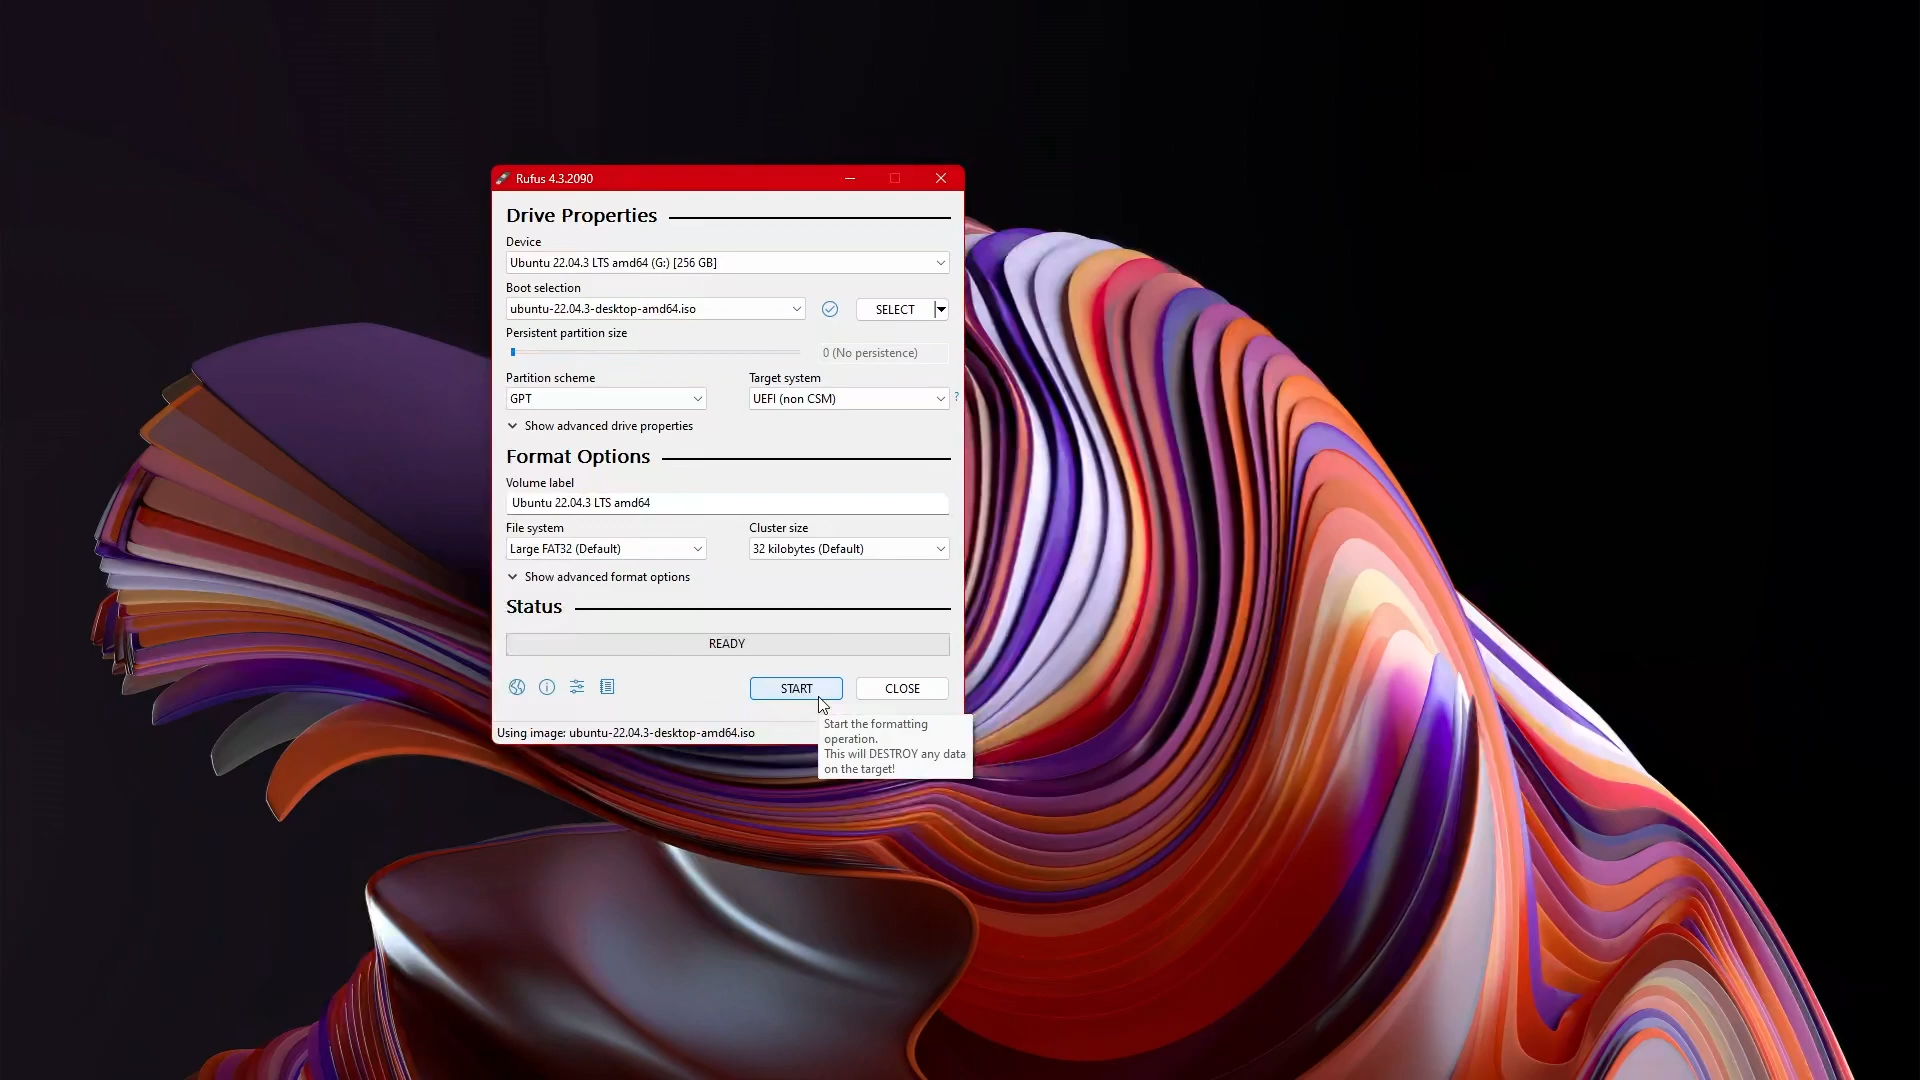 Rufus 4.3.2090
Drive Properties
Device
Ubuntu 22.04.3 LTS amd64 (G:) [256 GB]
Boot selection
ubuntu-22.04.3-desktop-amd64.iso
SELECT
Persistent partition size
0 (No persistence)
Partition scheme
Target system
GPT
UEFI (non CSM)
?
Show advanced drive properties
Format Options
Volume label
Ubuntu 22.04.3 LTS amd64
File system
Cluster size
Large FAT32 (Default)
32 kilobytes (Default)
Show advanced format options
Status
READY
START
CLOSE
Start the formatting
operation.
This will DESTROY any data
on the target!
Using image: ubuntu-22.04.3-desktop-amd64.iso